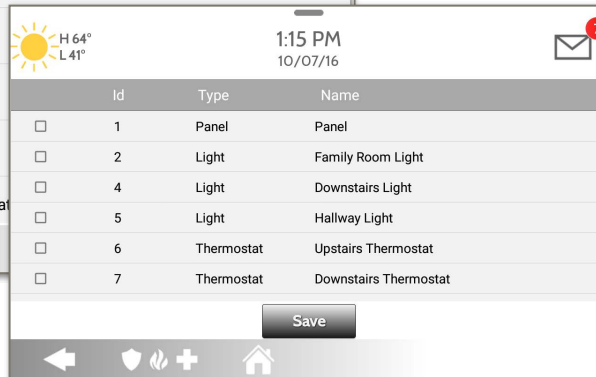 H 64°
L 41°
1:15 PM
10/07/16
Id Type Name
1 Panel Panel
2 Light Family Room Light
4 Light Downstairs Light
5 Light Hallway Light
6 Thermostat Upstairs Thermostat
7 Thermostat Downstairs Thermostat
Save